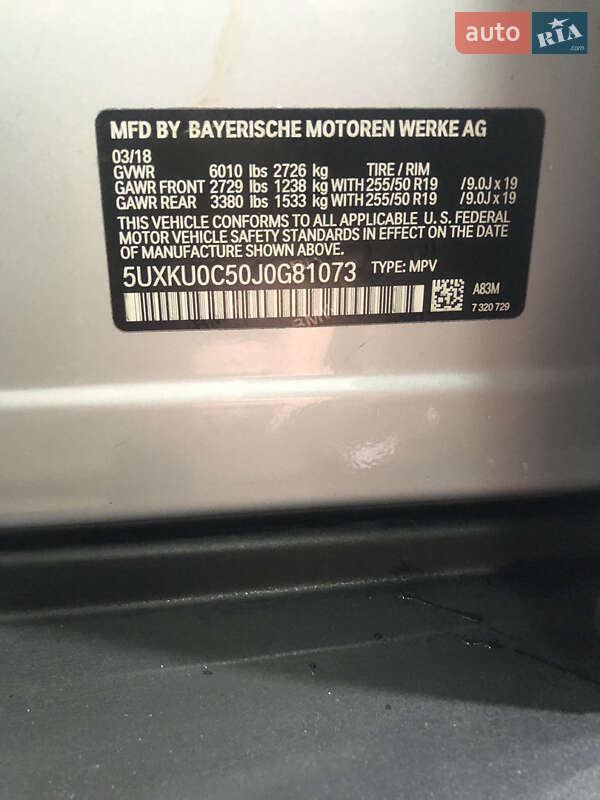 auto RIA
.com
MFD BY BAYERISCHE MOTOREN WERKE AG
03/18
GVWR 6010 lbs 2726 kg TIRE / RIM
GAWR FRONT 2729 lbs 1238 kg WITH 255/50 R19 /9.0J x 19
GAWR REAR 3380 lbs 1533 kg WITH 255/50 R19 /9.0J x 19
THIS VEHICLE CONFORMS TO ALL APPLICABLE U. S. FEDERAL
MOTOR VEHICLE SAFETY STANDARDS IN EFFECT ON THE DATE
OF MANUFACTURE SHOWN ABOVE.
5UXKU0C50J0G81073 TYPE: MPV
A83M
7 320 729